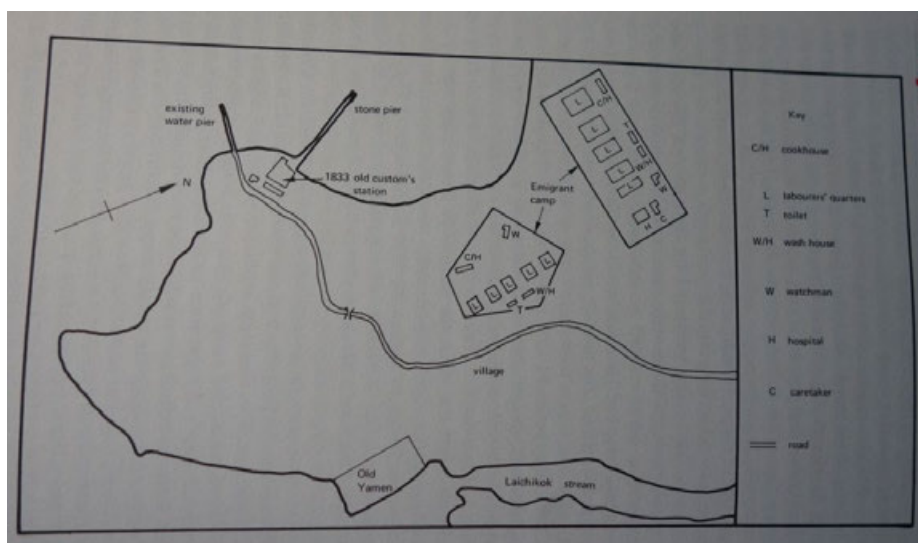 existing
water pier
stone pier
1833 old custom's
station
N
Emigrant
camp
L
C/H
L
L
T
L
W/H
L
L
W
H
C
W
C/H
L
L
L
L
L
W/H
T
village
Old
Yamen
Laichikok stream
Key
C/H cookhouse
L labourers' quarters
T toilet
W/H wash house
W watchman
H hospital
C caretaker
road